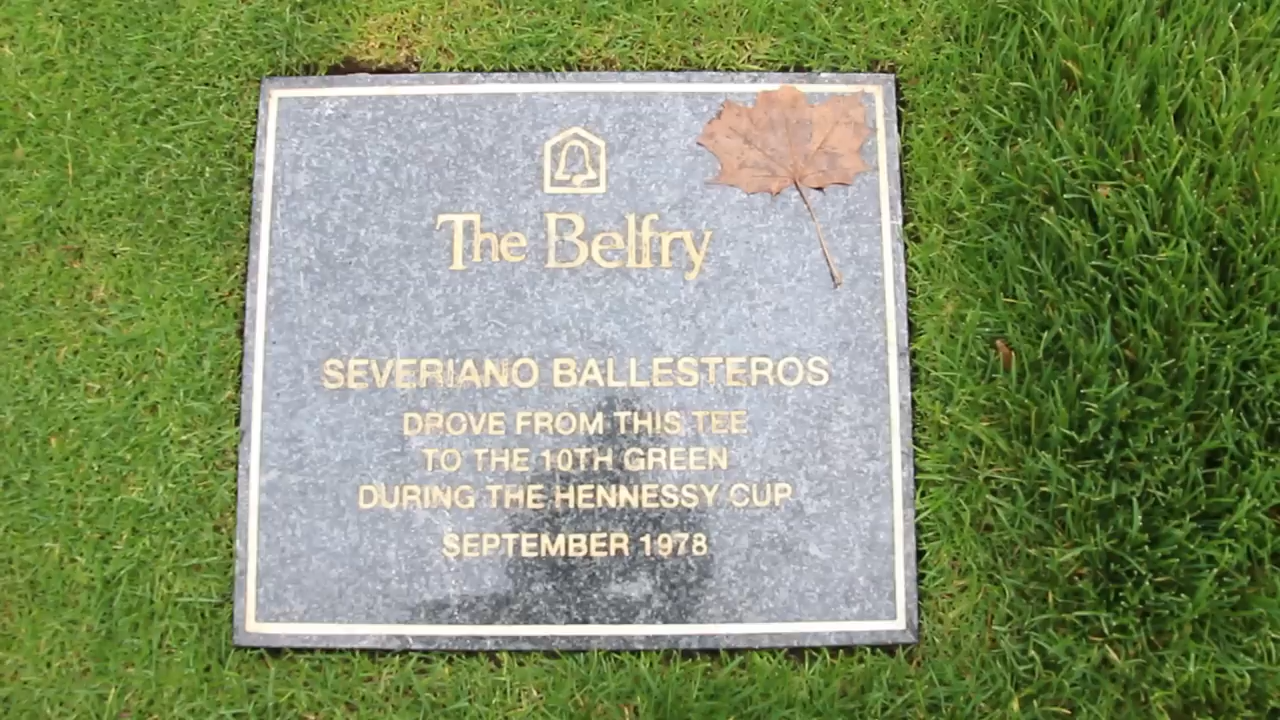 The Belfry
SEVERIANO BALLESTEROS
DROVE FROM THIS TEE
TO THE 10TH GREEN
DURING THE HENNESSY CUP
SEPTEMBER 1978